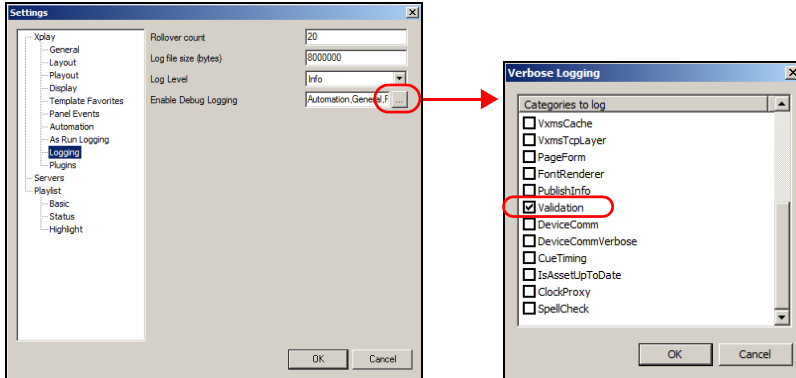 Settings
Xplay
General
Layout
Playout
Display
Template Favorites
Panel Events
Automation
As Run Logging
Logging
Plugins
Servers
Playlist
Basic
Status
Highlight
Rollover count 20
Log file size (bytes) 8000000
Log Level Info
Enable Debug Logging Automation,General,F ...
OK Cancel
Verbose Logging
Categories to log
VxmsCache
VxmsTcpLayer
PageForm
FontRenderer
PublishInfo
Validation
DeviceComm
DeviceCommVerbose
CueTiming
IsAssetUpToDate
ClockProxy
SpellCheck
OK Cancel